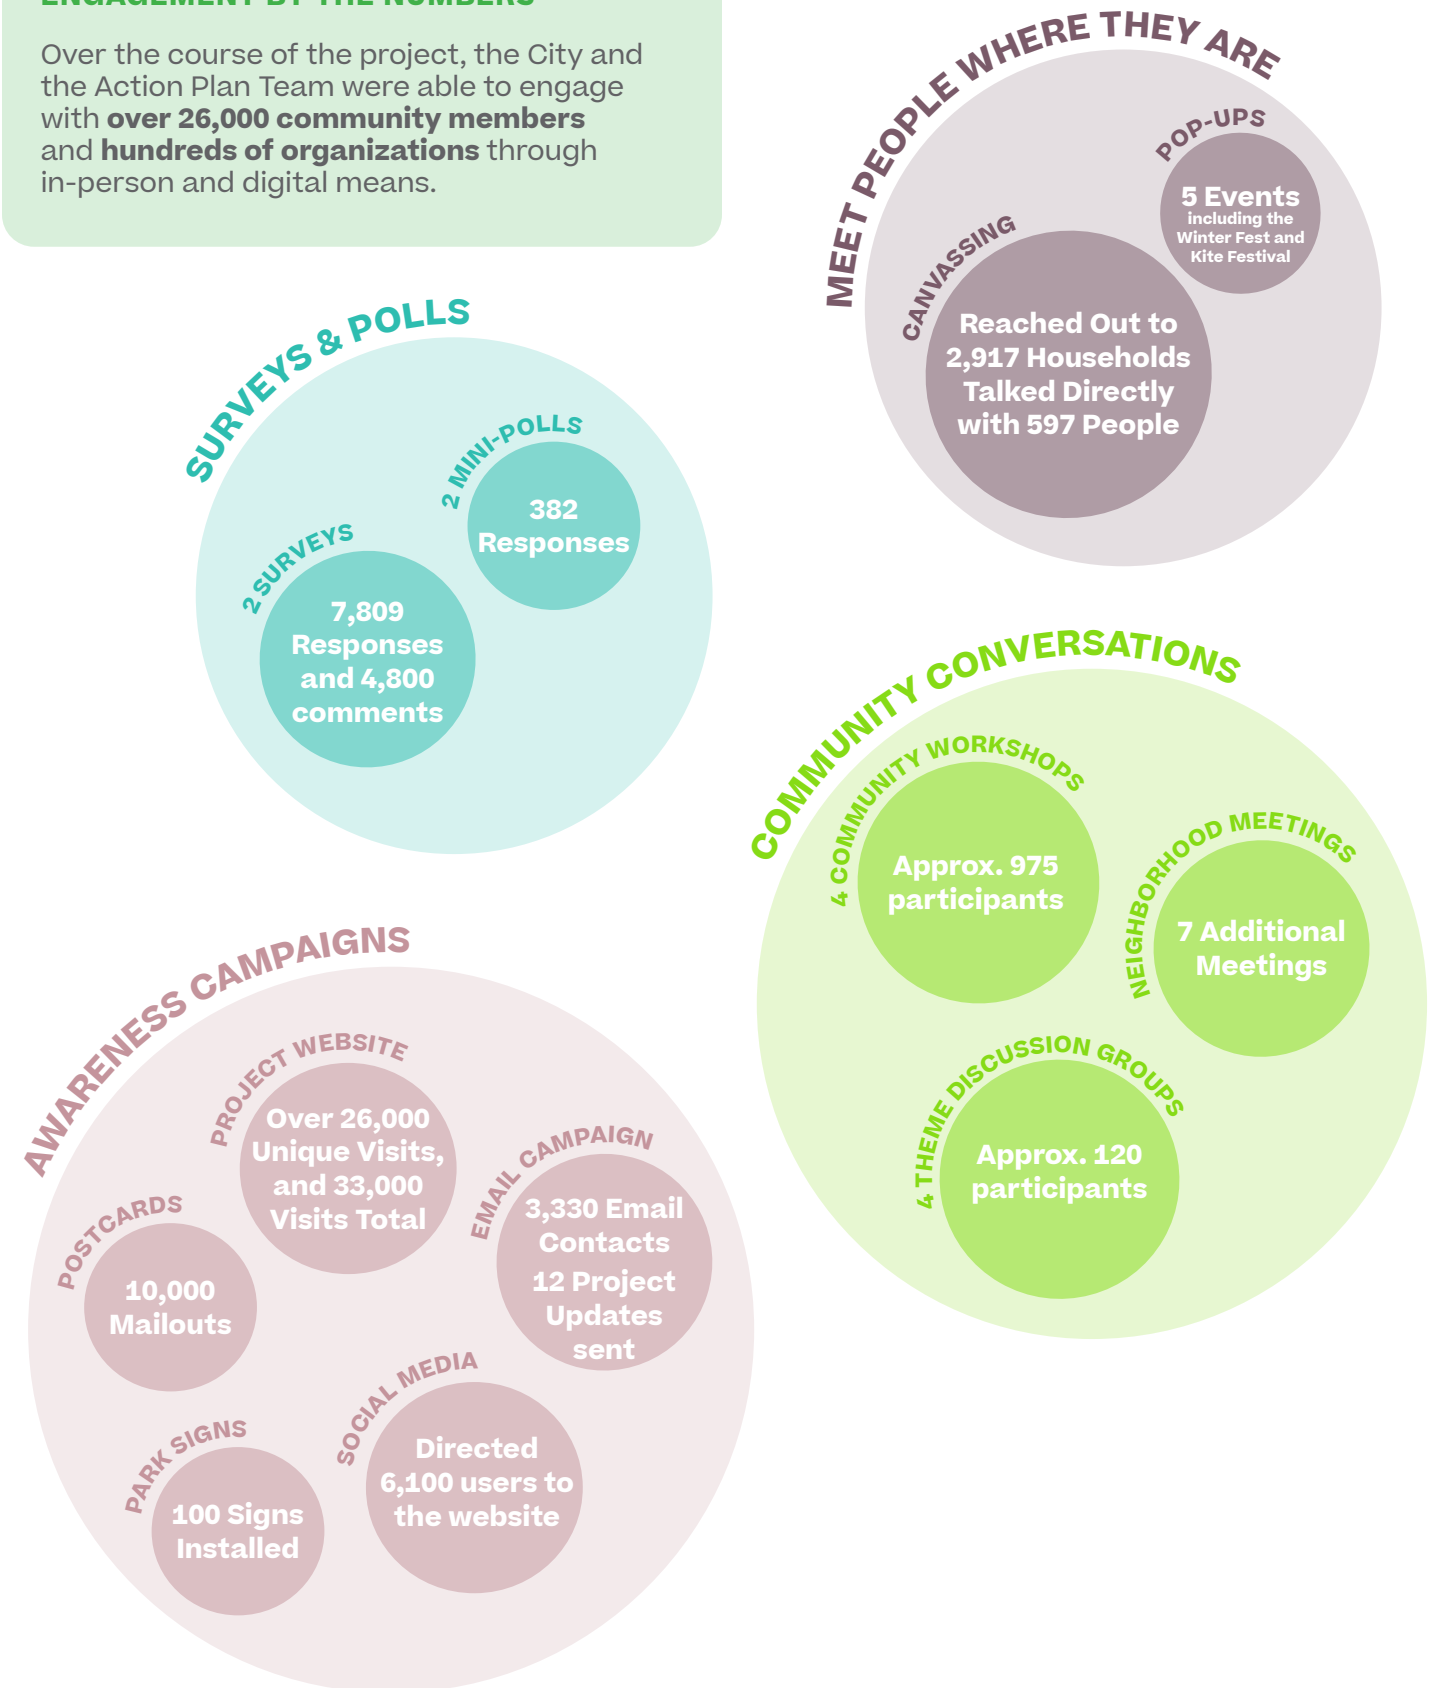 ENGAGEMENT BY THE NUMBERS
Over the course of the project, the City and
the Action Plan Team were able to engage
with over 26,000 community members
and hundreds of organizations through
in-person and digital means.
MEET PEOPLE WHERE THEY ARE
POP-UPS
5 Events
including the
Winter Fest and
Kite Festival
CANVASSING
Reached Out to
2,917 Households
Talked Directly
with 597 People
SURVEYS & POLLS
2 MINI-POLLS
382
Responses
2 SURVEYS
7,809
Responses
and 4,800
comments
COMMUNITY CONVERSATIONS
4 COMMUNITY WORKSHOPS
Approx. 975
participants
NEIGHBORHOOD MEETINGS
7 Additional
Meetings
4 THEME DISCUSSION GROUPS
Approx. 120
participants
AWARENESS CAMPAIGNS
PROJECT WEBSITE
Over 26,000
Unique Visits,
and 33,000
Visits Total
EMAIL CAMPAIGN
3,330 Email
Contacts
12 Project
Updates
sent
POSTCARDS
10,000
Mailouts
SOCIAL MEDIA
Directed
6,100 users to
the website
PARK SIGNS
100 Signs
Installed